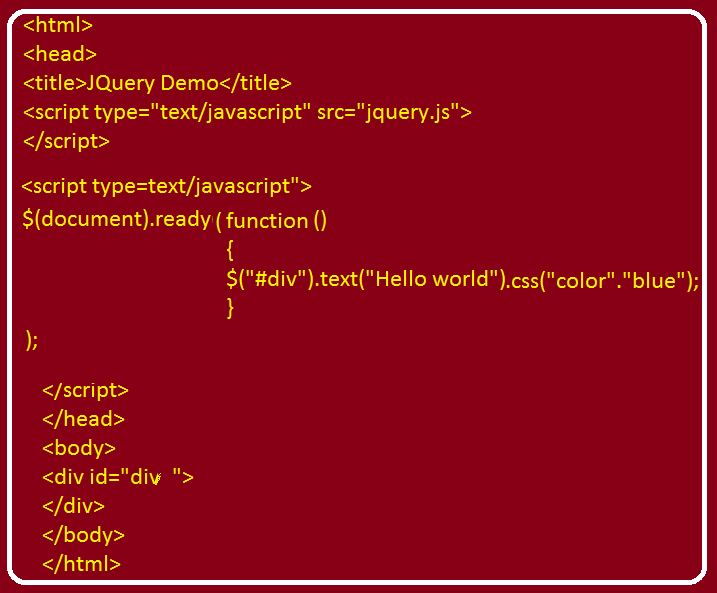 <html>
<head>
<title>JQuery Demo</title>
<script type="text/javascript" src="jquery.js">
</script>
<script type=text/javascript">
$(document).ready ( function ()
{
$("#div").text("Hello world").css("color"."blue");
}
);
</script>
</head>
<body>
<div id="div ">
</div>
</body>
</html>